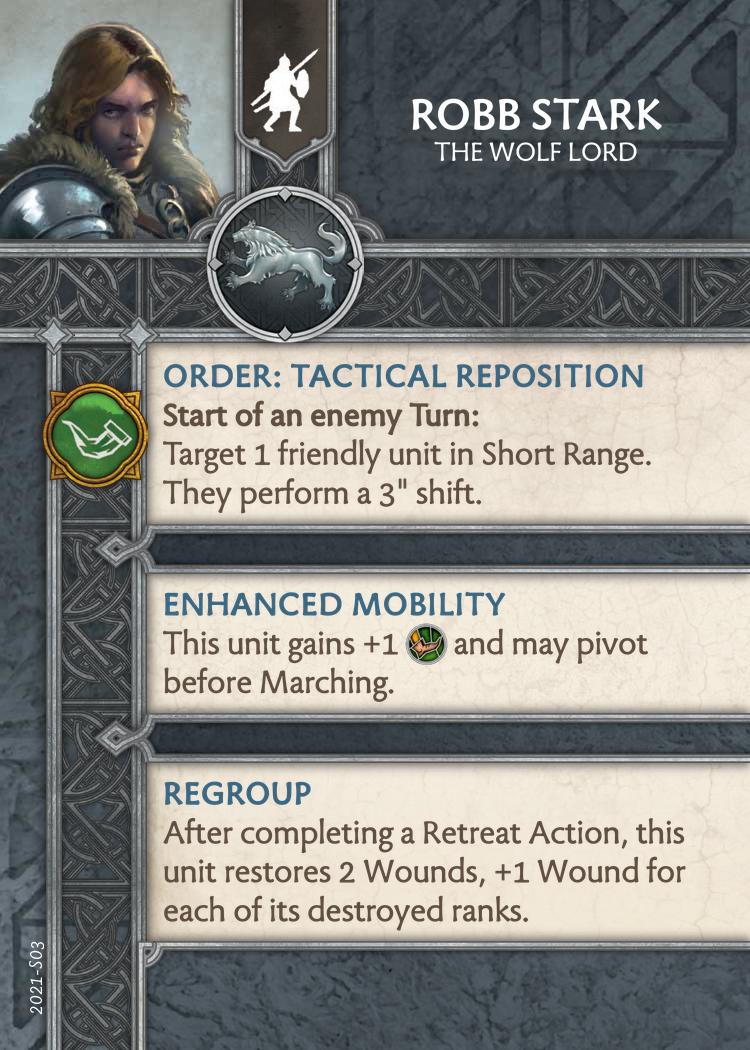 ROBB STARK
THE WOLF LORD
ORDER: TACTICAL REPOSITION
Start of an enemy Turn:
Target 1 friendly unit in Short Range.
They perform a 3" shift.
ENHANCED MOBILITY
This unit gains +1 and may pivot
before Marching.
REGROUP
After completing a Retreat Action, this
unit restores 2 Wounds, +1 Wound for
each of its destroyed ranks.
2021-S03